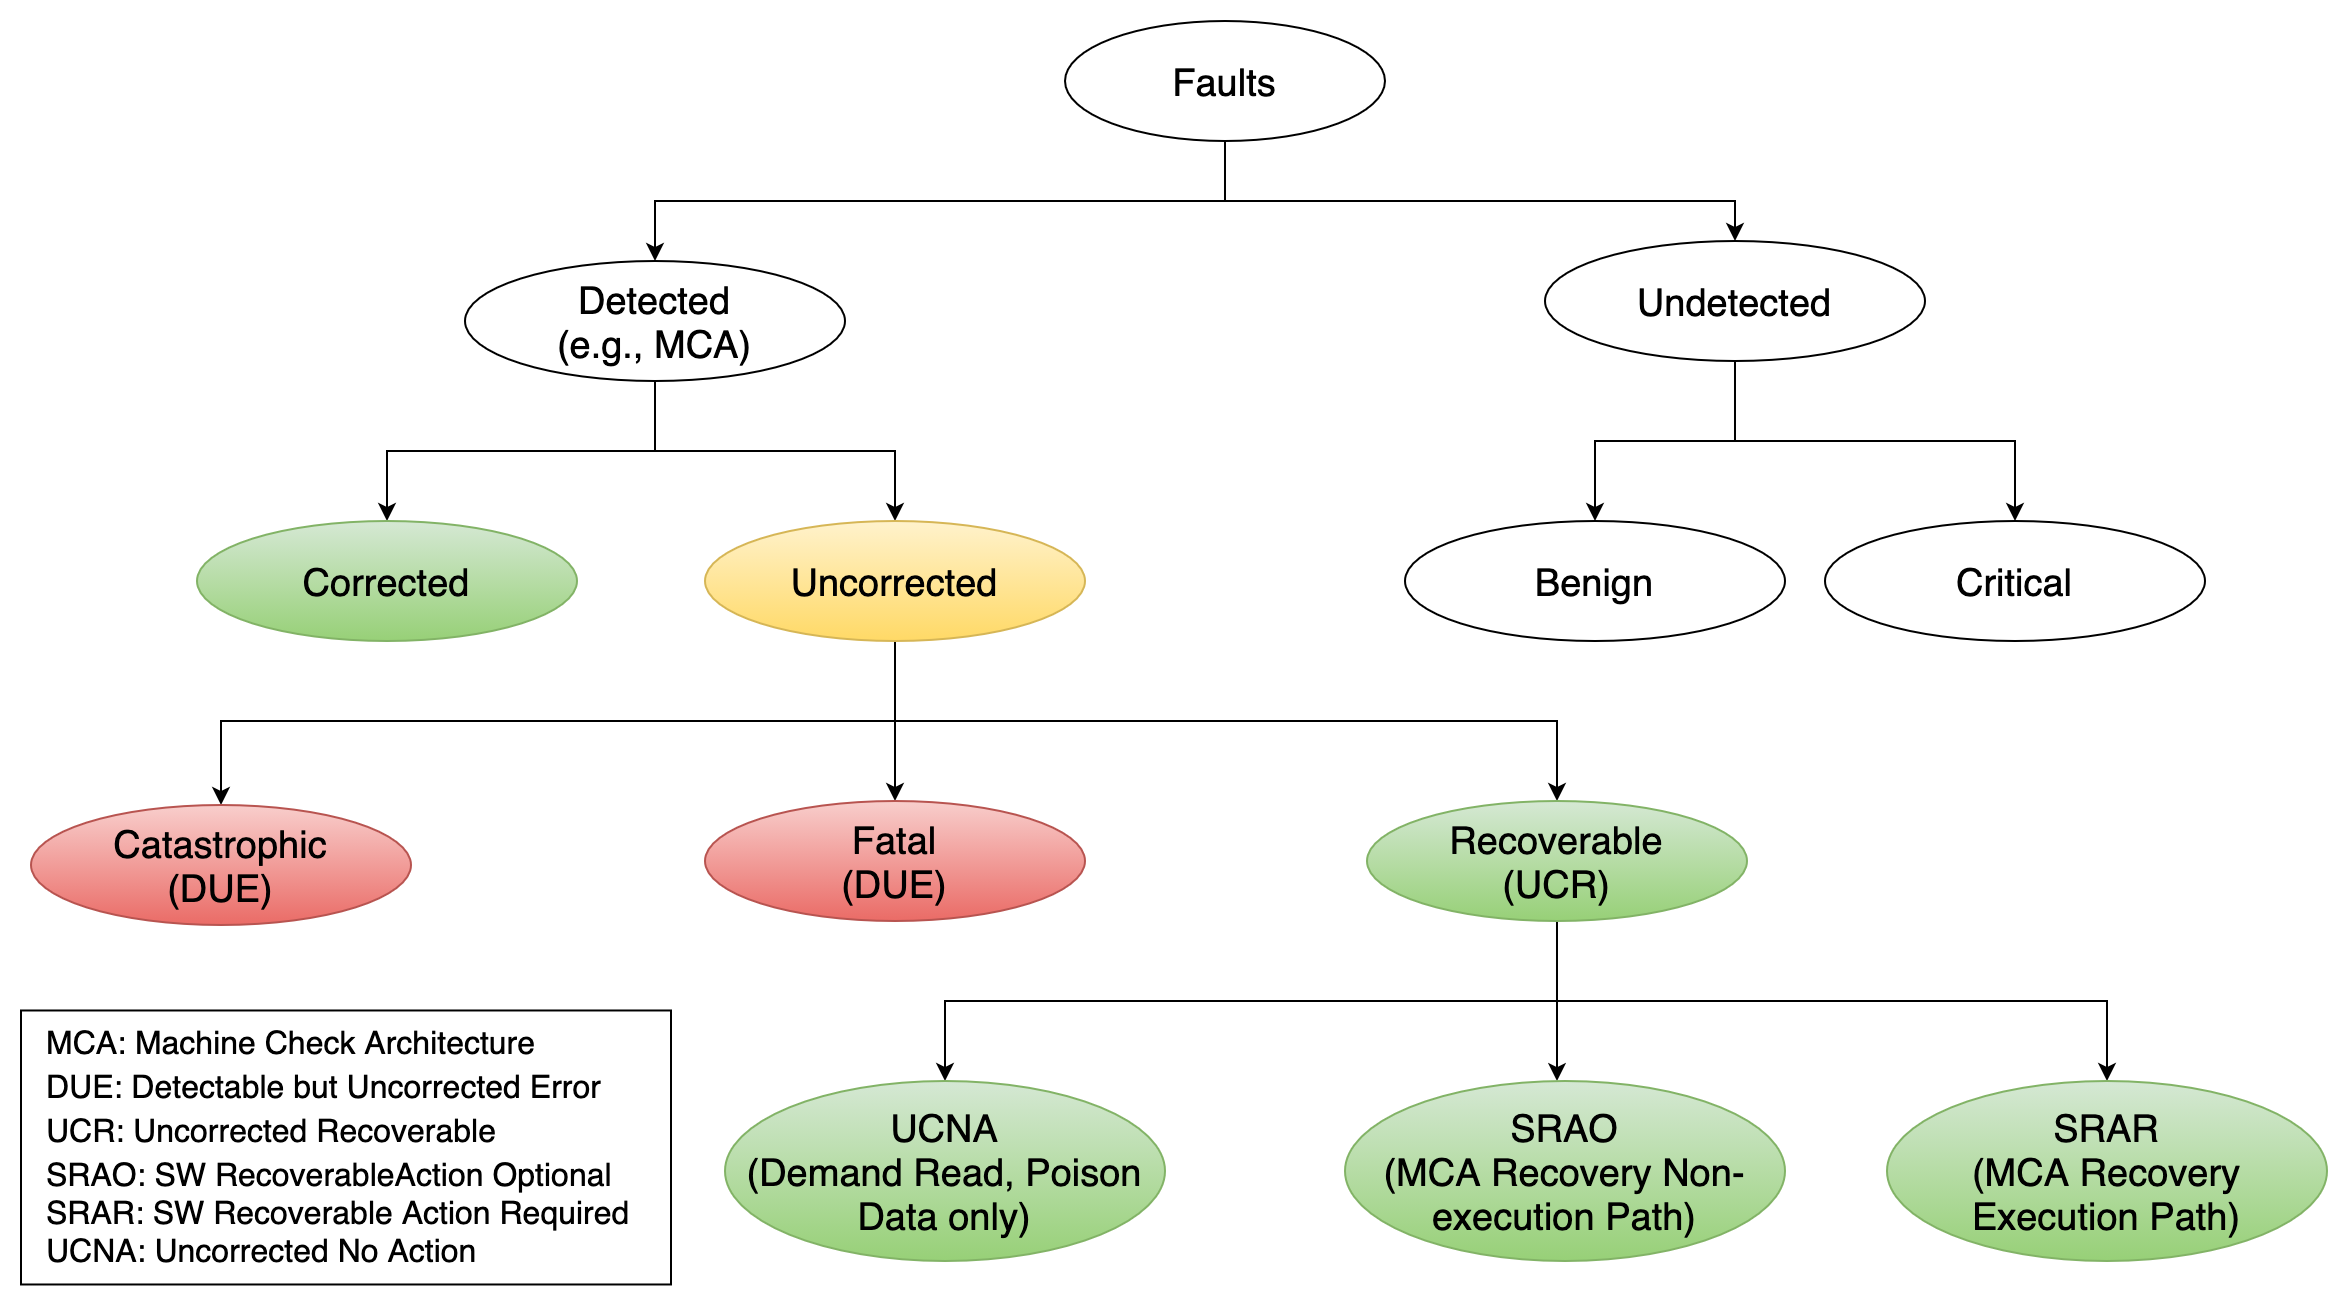 Faults
Detected
(e.g., MCA)
Undetected
Corrected
Uncorrected
Benign
Critical
Catastrophic
(DUE)
Fatal
(DUE)
Recoverable
(UCR)
UCNA
(Demand Read, Poison
Data only)
SRAO
(MCA Recovery Non-
execution Path)
SRAR
(MCA Recovery
Execution Path)
MCA: Machine Check Architecture
DUE: Detectable but Uncorrected Error
UCR: Uncorrected Recoverable
SRAO: SW RecoverableAction Optional
SRAR: SW Recoverable Action Required
UCNA: Uncorrected No Action